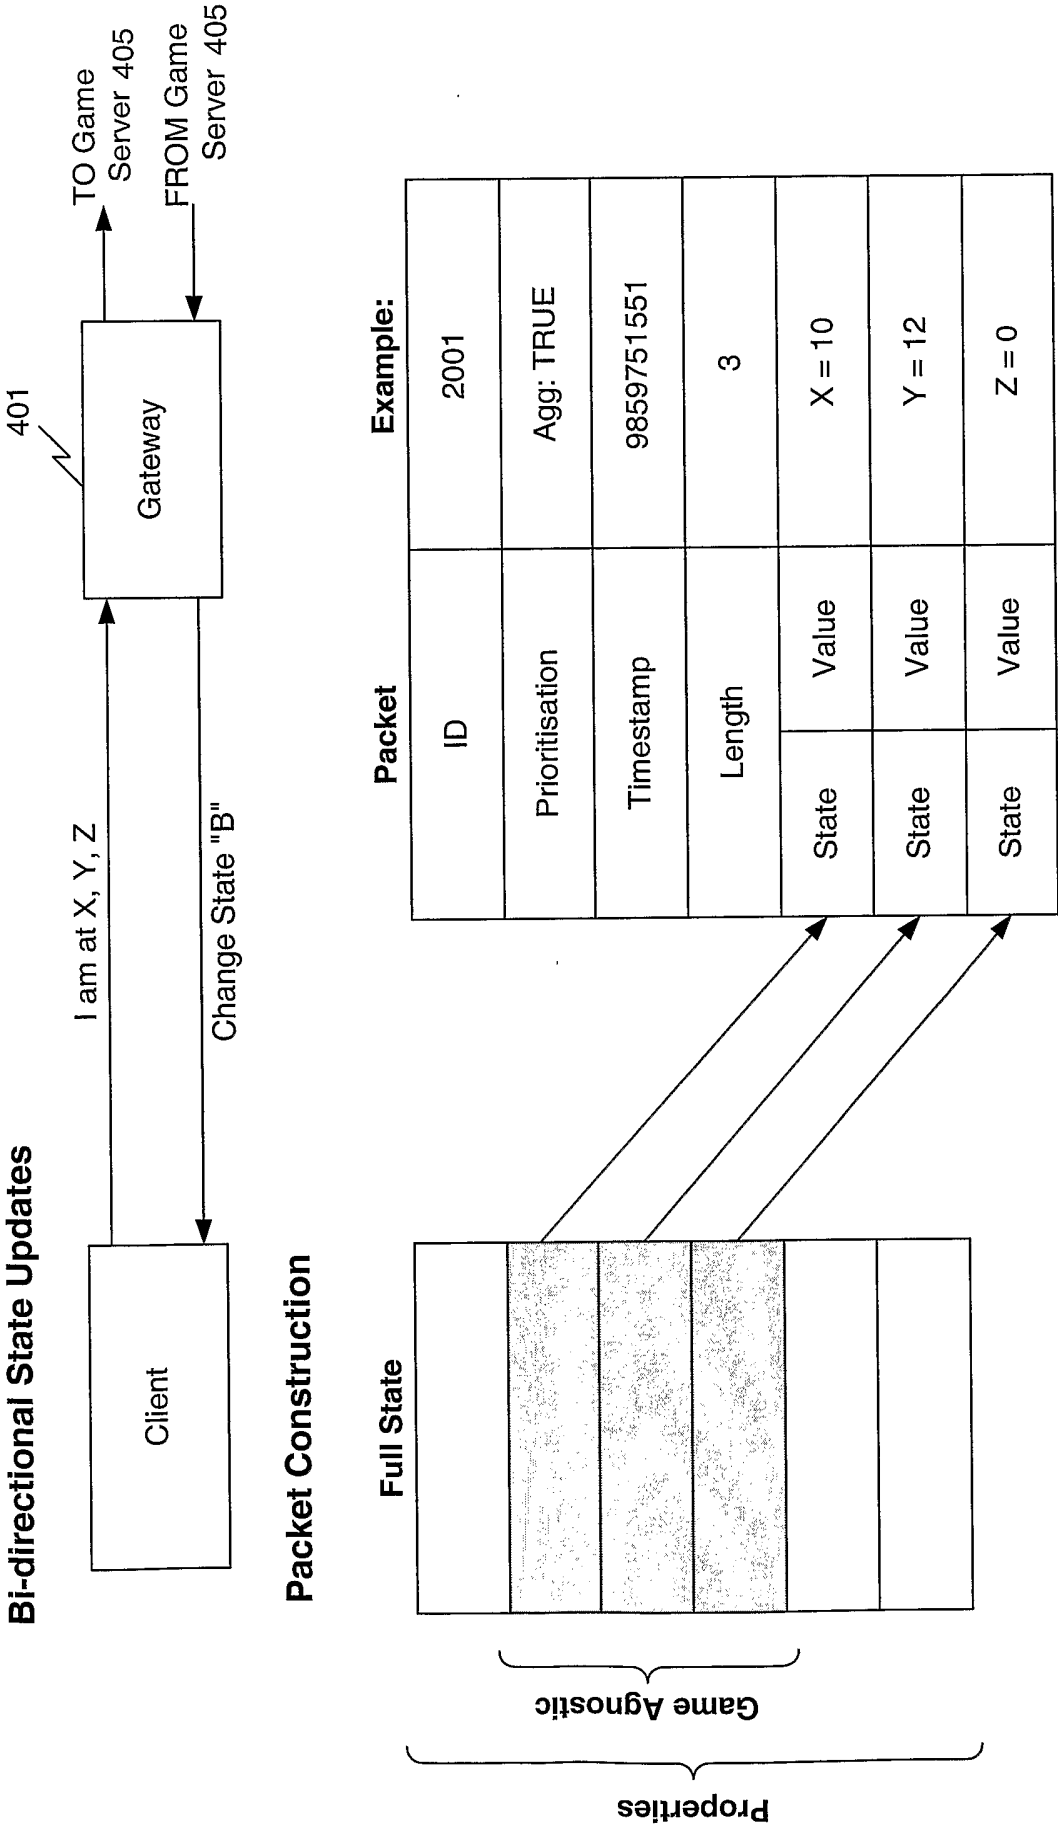 Bi-directional State Updates
Client
I am at X, Y, Z
Change State "B"
401
Gateway
TO Game
Server 405
FROM Game
Server 405
Packet Construction
Full State
Properties
Game Agnostic
Packet
Example:
ID
2001
Prioritisation
Agg: TRUE
Timestamp
9859751551
Length
3
State
Value
X = 10
State
Value
Y = 12
State
Value
Z = 0